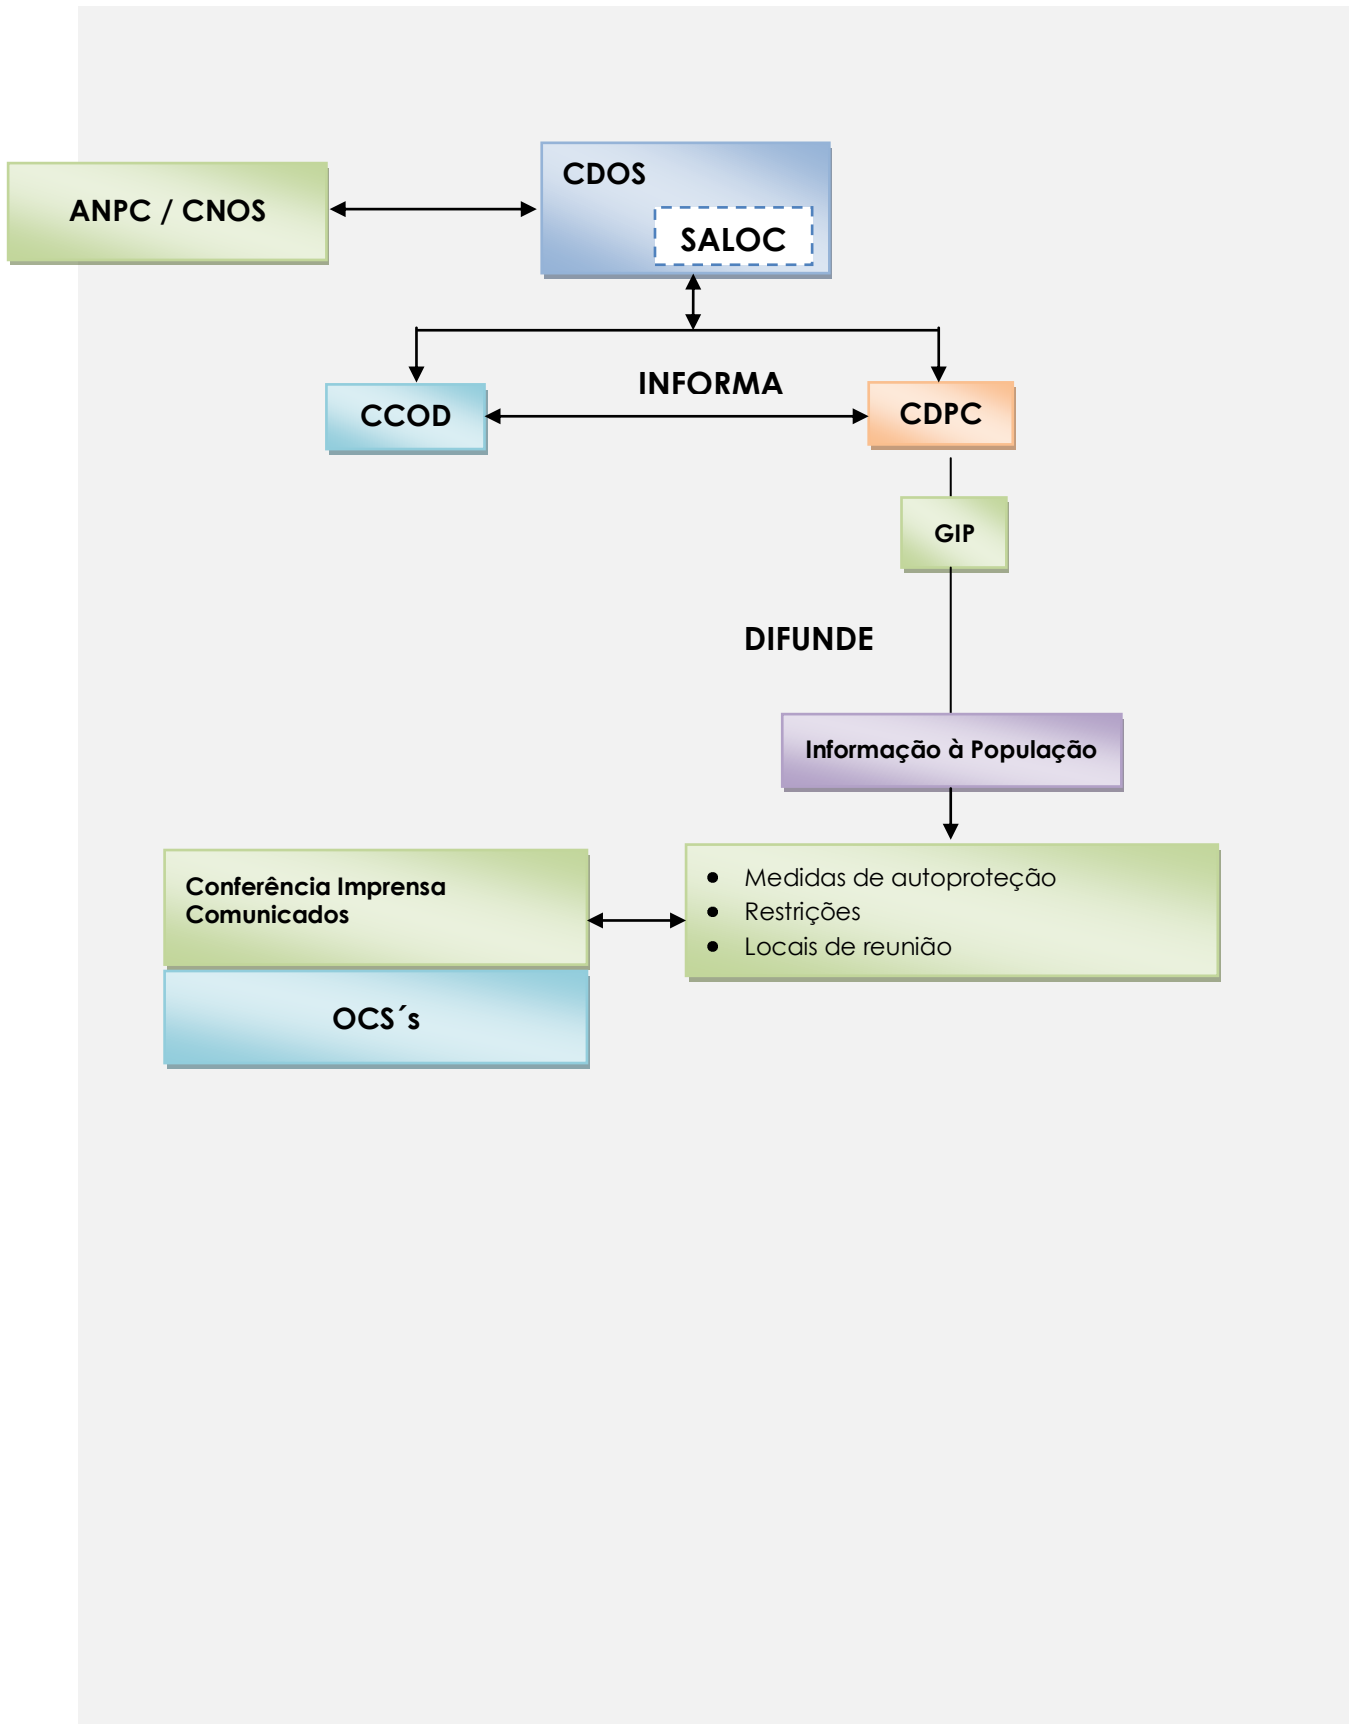 ANPC / CNOS
CDOS
SALOC
INFORMA
CCOD
CDPC
GIP
DIFUNDE
Informação à População
Conferência Imprensa
Comunicados
• Medidas de autoproteção
• Restrições
• Locais de reunião
OCS´s